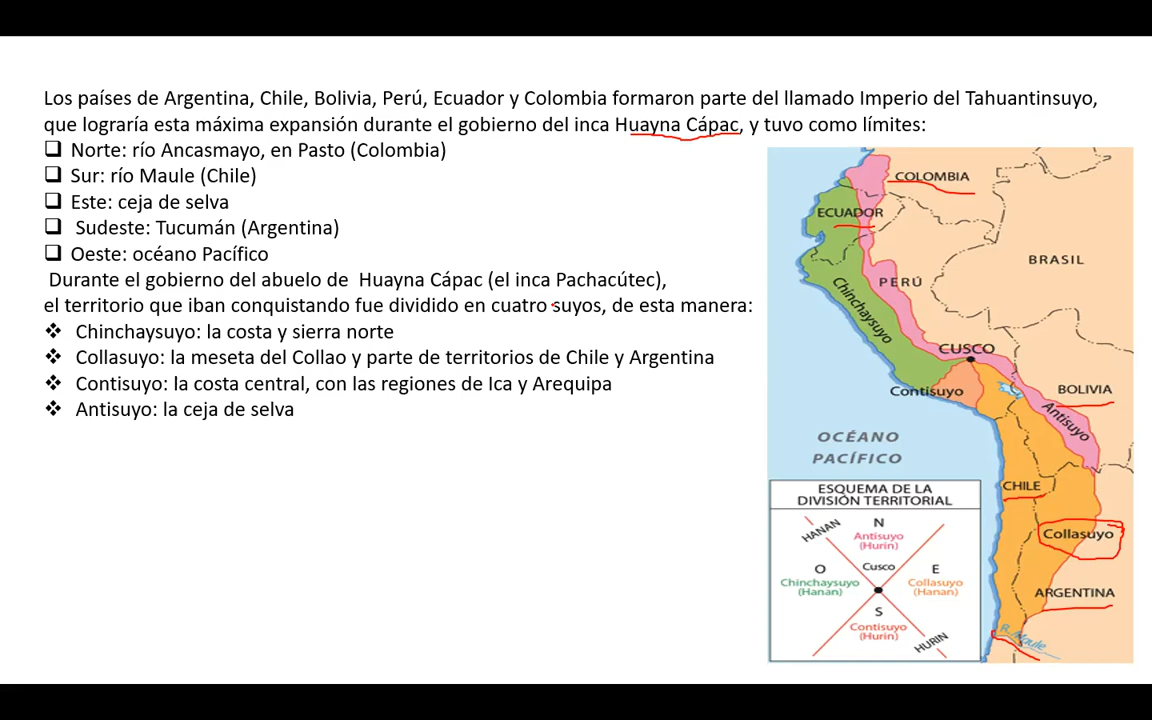 Los países de Argentina, Chile, Bolivia, Perú, Ecuador y Colombia formaron parte del llamado Imperio del Tahuantinsuyo,
que lograría esta máxima expansión durante el gobierno del inca Huayna Cápac, y tuvo como límites:
Norte: río Ancasmayo, en Pasto (Colombia)
Sur: río Maule (Chile)
Este: ceja de selva
Sudeste: Tucumán (Argentina)
Oeste: océano Pacífico
Durante el gobierno del abuelo de Huayna Cápac (el inca Pachacútec),
el territorio que iban conquistando fue dividido en cuatro suyos, de esta manera:
Chinchaysuyo: la costa y sierra norte
Collasuyo: la meseta del Collao y parte de territorios de Chile y Argentina
Contisuyo: la costa central, con las regiones de Ica y Arequipa
Antisuyo: la ceja de selva
COLOMBIA
ECUADOR
BRASIL
PERÚ
Chinchaysuyo
CUSCO
Contisuyo
BOLIVIA
Antisuyo
OCÉANO
PACÍFICO
CHILE
Collasuyo
ARGENTINA
R. Maule
ESQUEMA DE LA
DIVISIÓN TERRITORIAL
HANAN
N
Antisuyo
(Hurin)
O
Cusco
E
Chinchaysuyo
(Hanan)
Collasuyo
(Hanan)
S
Contisuyo
(Hurin)
HURIN